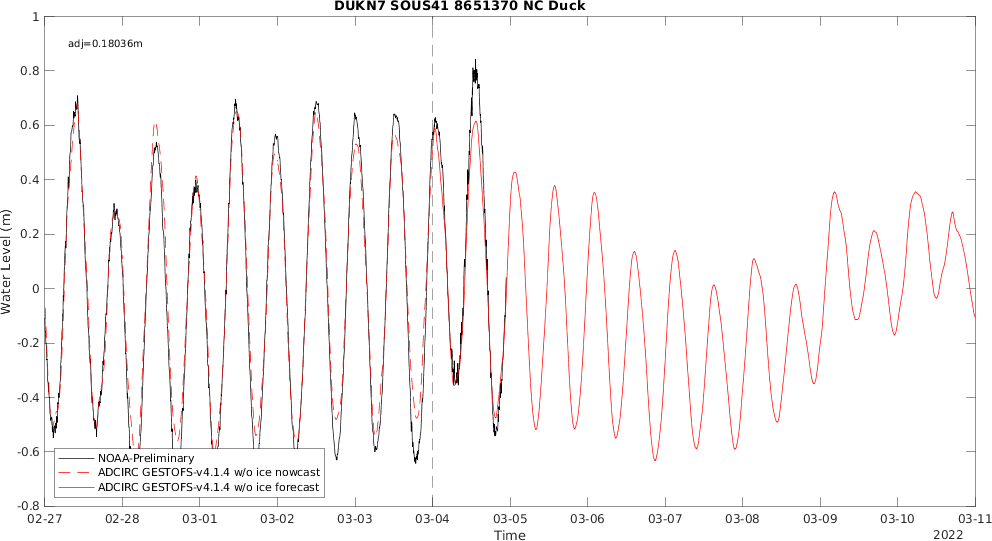 DUKN7 SOUS41 8651370 NC Duck
adj=0.18036m
1
0.8
0.6
0.4
0.2
0
-0.2
-0.4
-0.6
-0.8
Water Level (m)
NOAA-Preliminary
ADCIRC GESTOFS-v4.1.4 w/o ice nowcast
ADCIRC GESTOFS-v4.1.4 w/o ice forecast
02-27 02-28 03-01 03-02 03-03 03-04 03-05 03-06 03-07 03-08 03-09 03-10 03-11
Time
2022